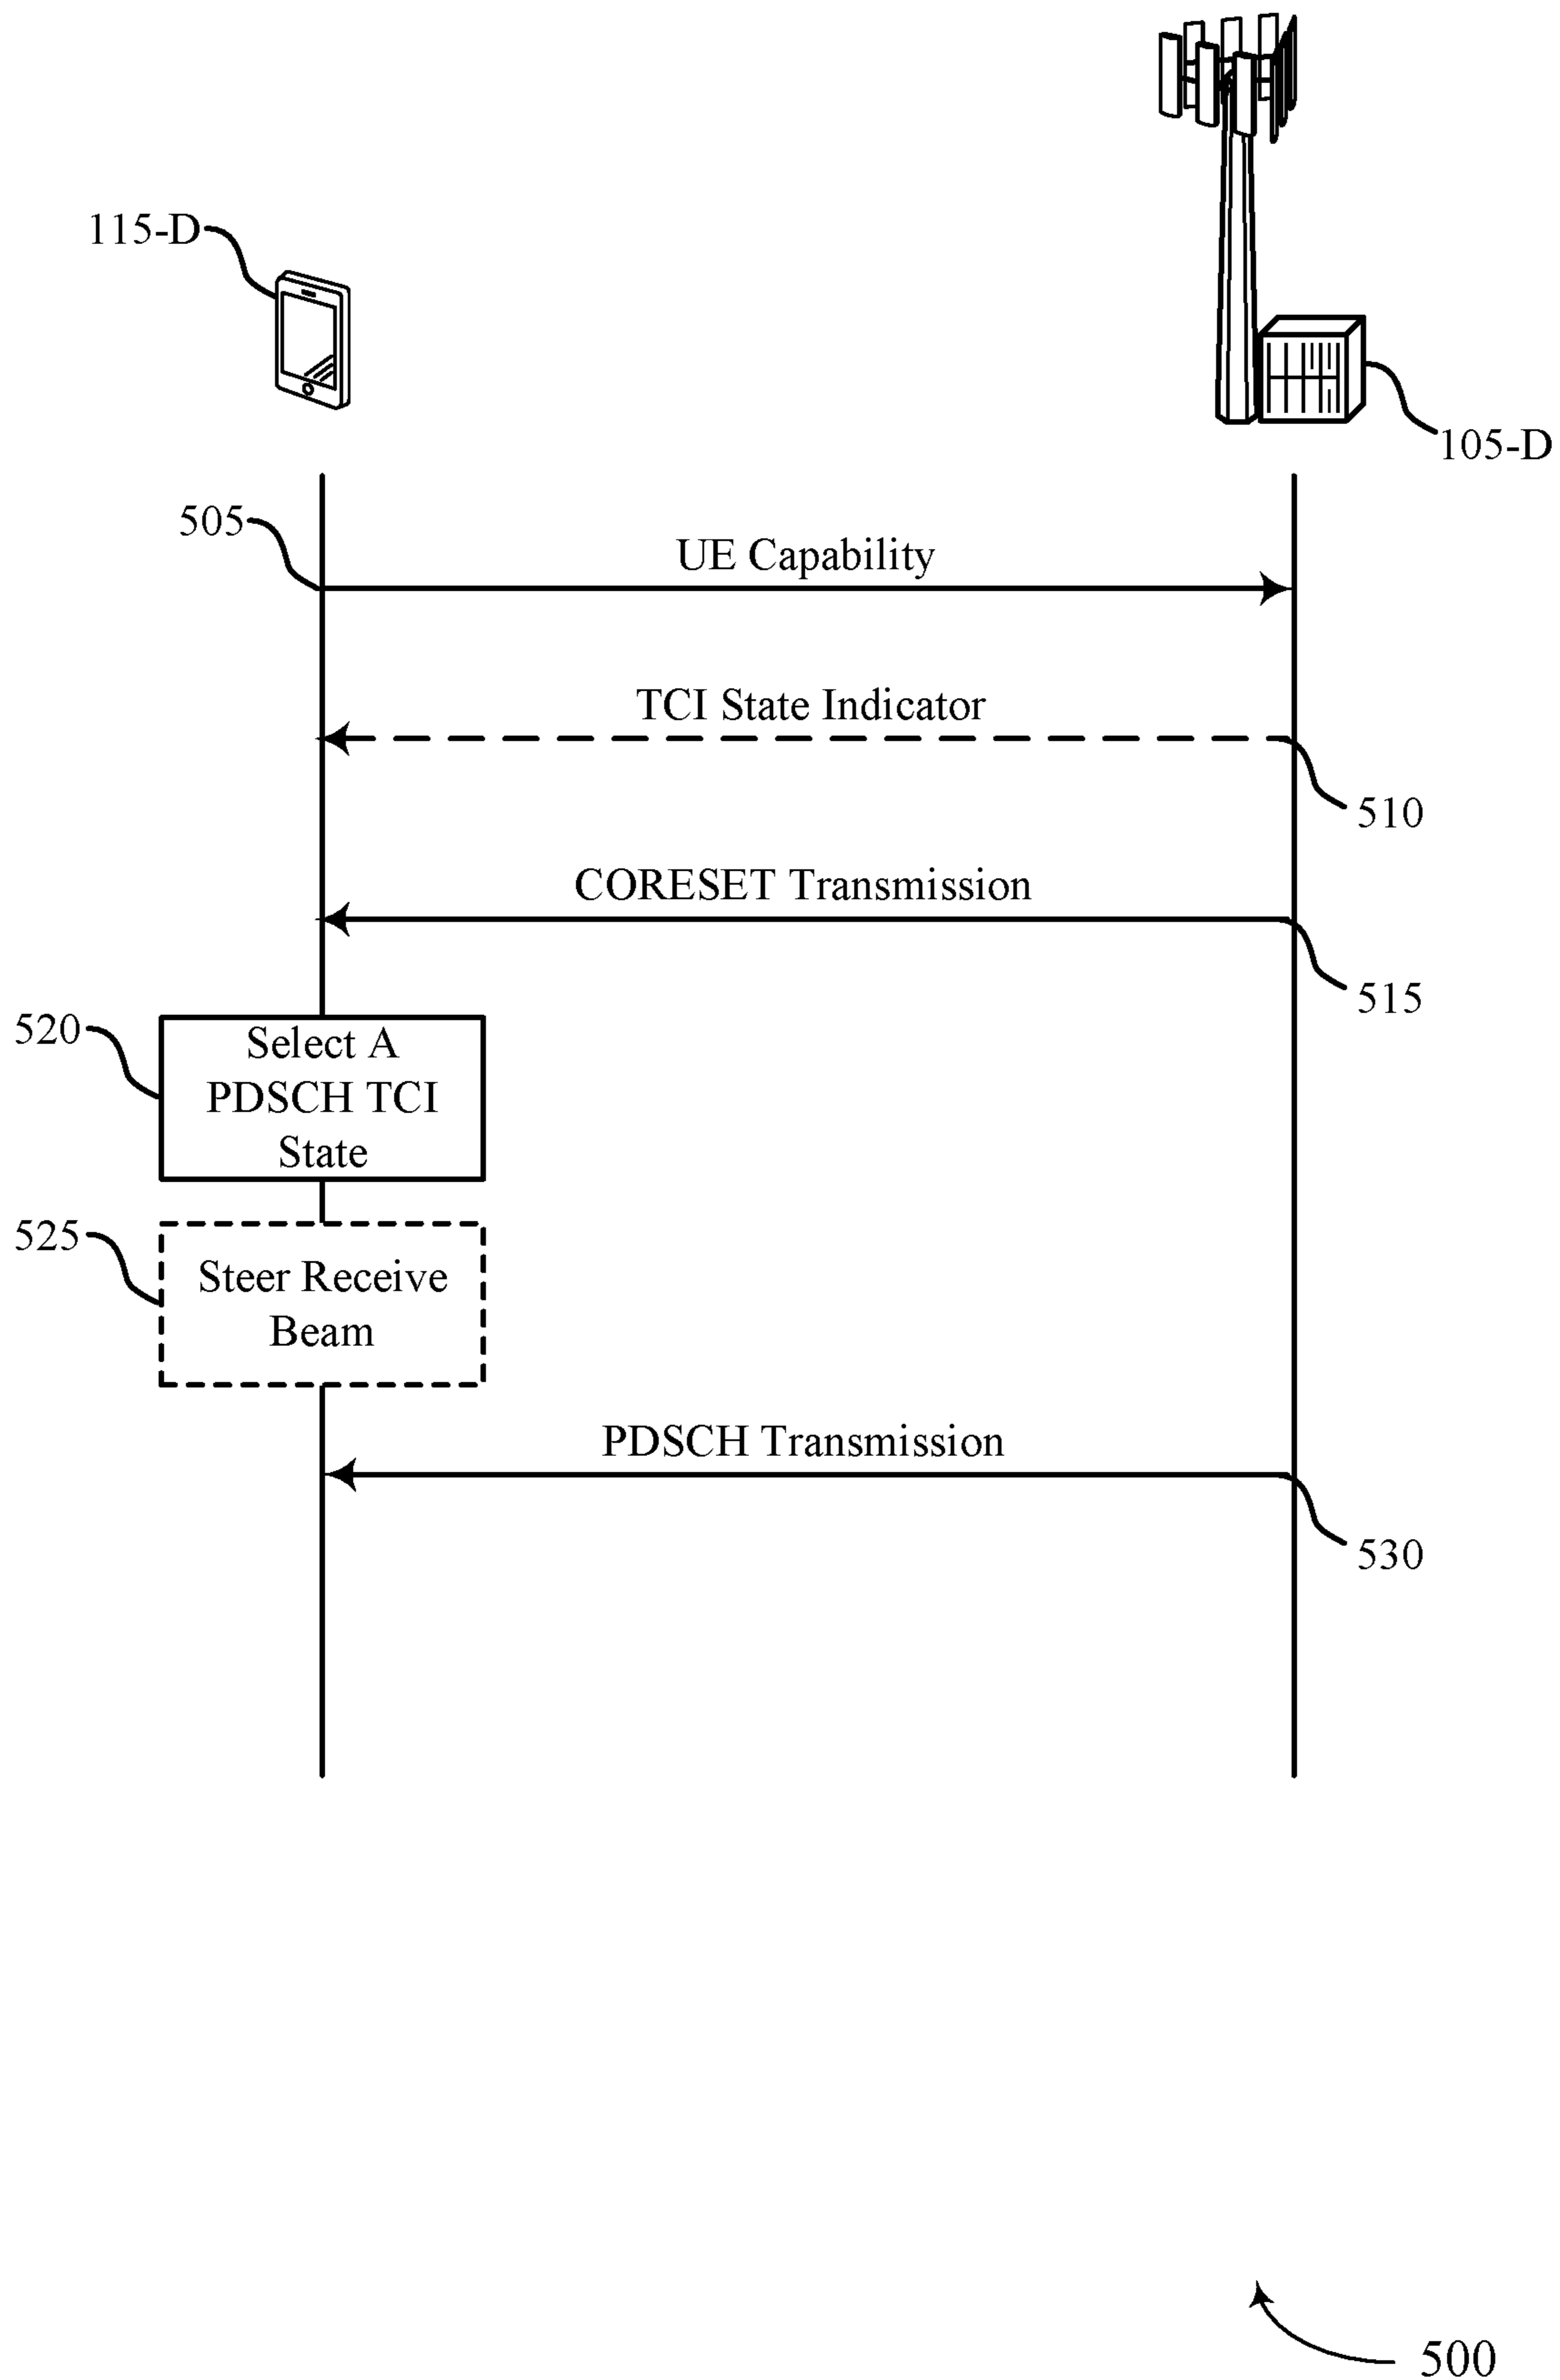 115-D
105-D
505
UE Capability
TCI State Indicator
510
CORESET Transmission
515
520
Select A
PDSCH TCI
State
525
Steer Receive
Beam
PDSCH Transmission
530
500